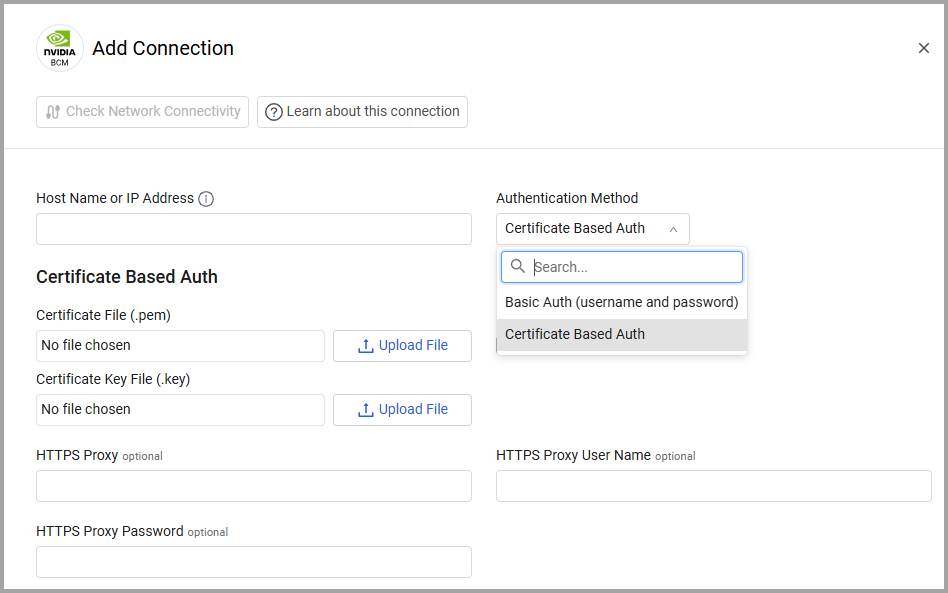 NVIDIA
BCM
Add Connection
Check Network Connectivity
Learn about this connection
Host Name or IP Address
Authentication Method
Certificate Based Auth
Search...
Basic Auth (username and password)
Certificate Based Auth
Certificate Based Auth
Certificate File (.pem)
No file chosen
Upload File
Certificate Key File (.key)
No file chosen
Upload File
HTTPS Proxy optional
HTTPS Proxy User Name optional
HTTPS Proxy Password optional